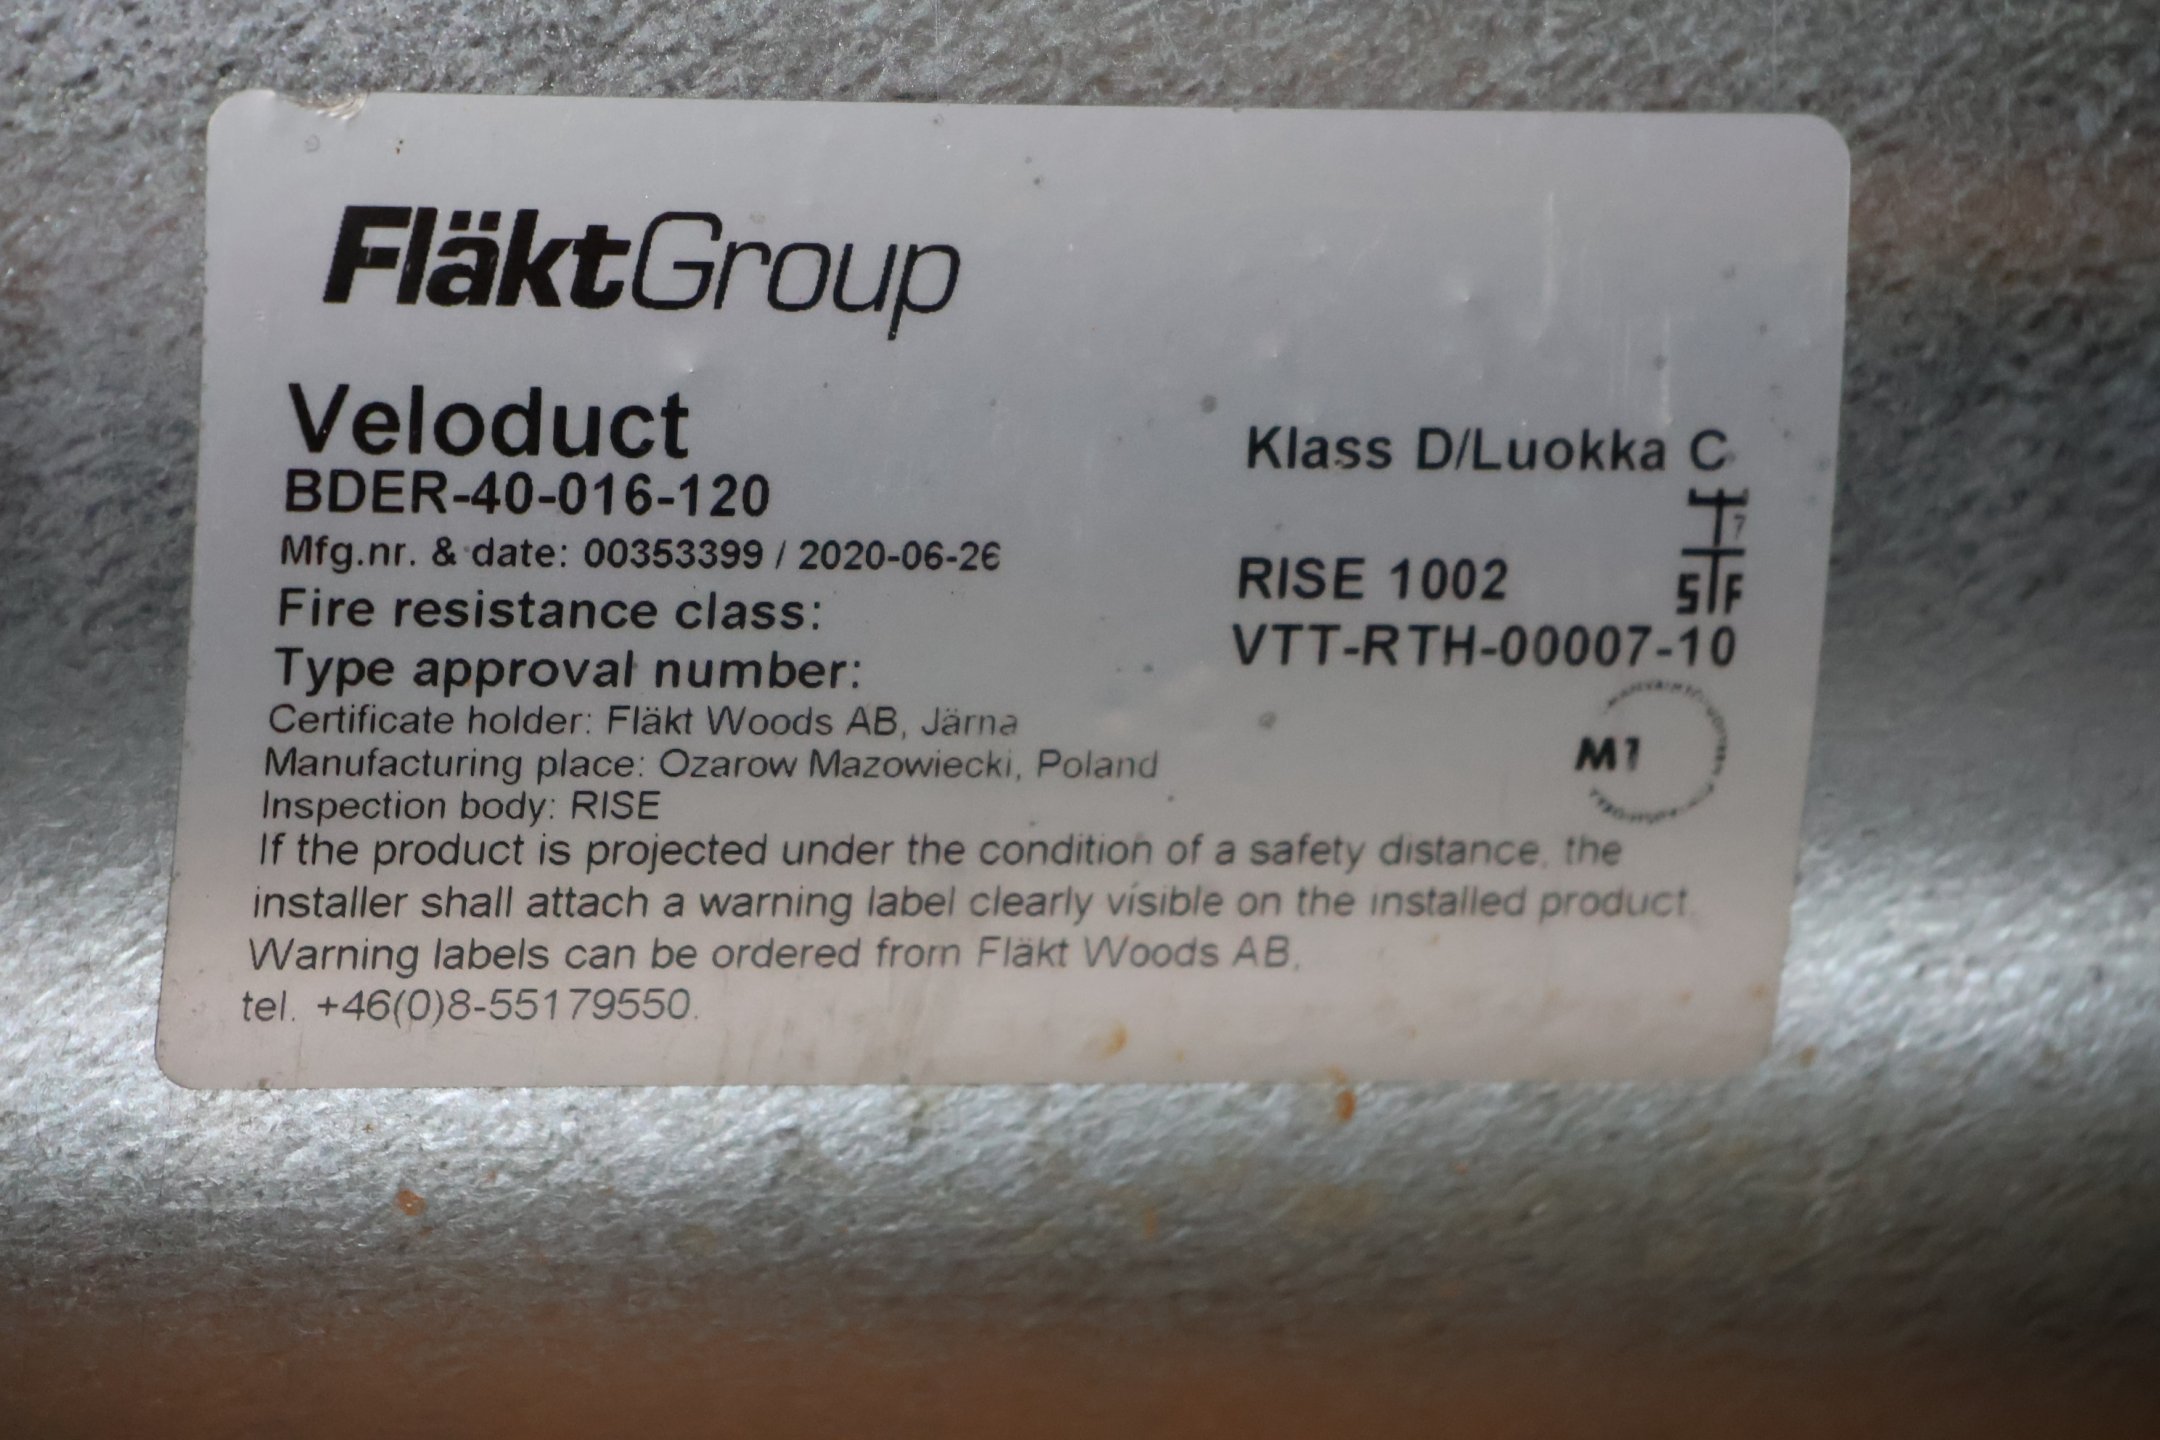 FläktGroup
Veloduct
BDER-40-016-120
Klass D/Luokka C
Mfg.nr. & date: 00353399 / 2020-06-26
Fire resistance class:
RISE 1002
7
S F
Type approval number:
VTT-RTH-00007-10
Certificate holder: Fläkt Woods AB, Järna
Manufacturing place: Ozarow Mazowiecki, Poland
M1
Inspection body: RISE
If the product is projected under the condition of a safety distance, the
installer shall attach a warning label clearly visible on the installed product.
Warning labels can be ordered from Fläkt Woods AB,
tel. +46(0)8-55179550.